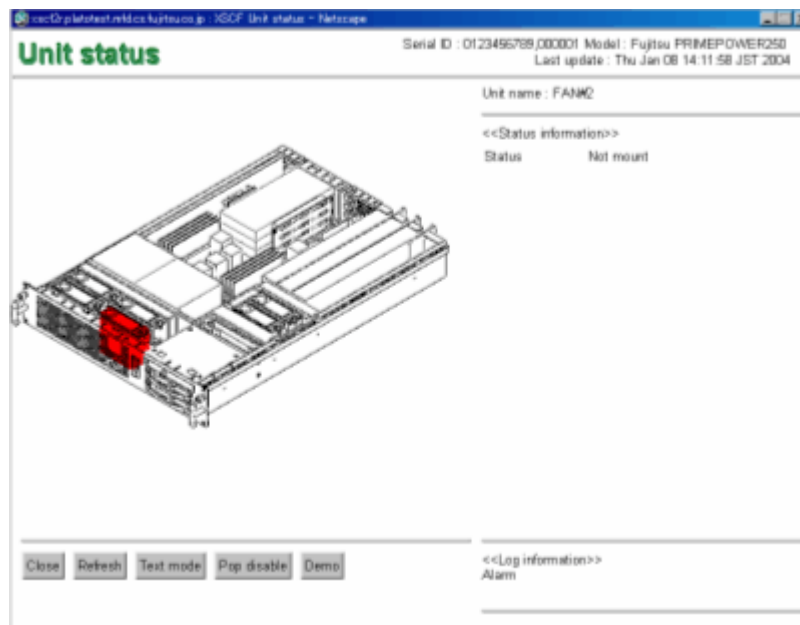 XSCF Unit status - Netscape
Unit status
Serial ID : 0123456789,000001 Model : Fujitsu PRIMEPOWER250
Last update : Thu Jan 08 14:11:58 JST 2004
Unit name : FAN#2
<<Status information>>
Status Not mount
Close Refresh Text mode Pop disable Demo
<<Log information>>
Alarm